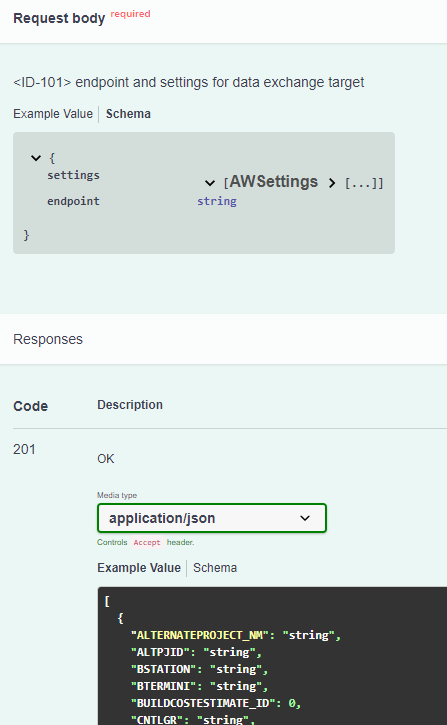 Request body required
<ID-101> endpoint and settings for data exchange target
Example Value Schema
{
settings [AWSettings > [...]]
endpoint string
}
Responses
Code Description
201 OK
Media type
application/json
Controls Accept header.
Example Value Schema
[
{
"ALTERNATEPROJECT_NM": "string",
"ALTPJID": "string",
"BSTATION": "string",
"BTERMINI": "string",
"BUILDCOSTESTIMATE_ID": 0,
"CNTLGR": "string",